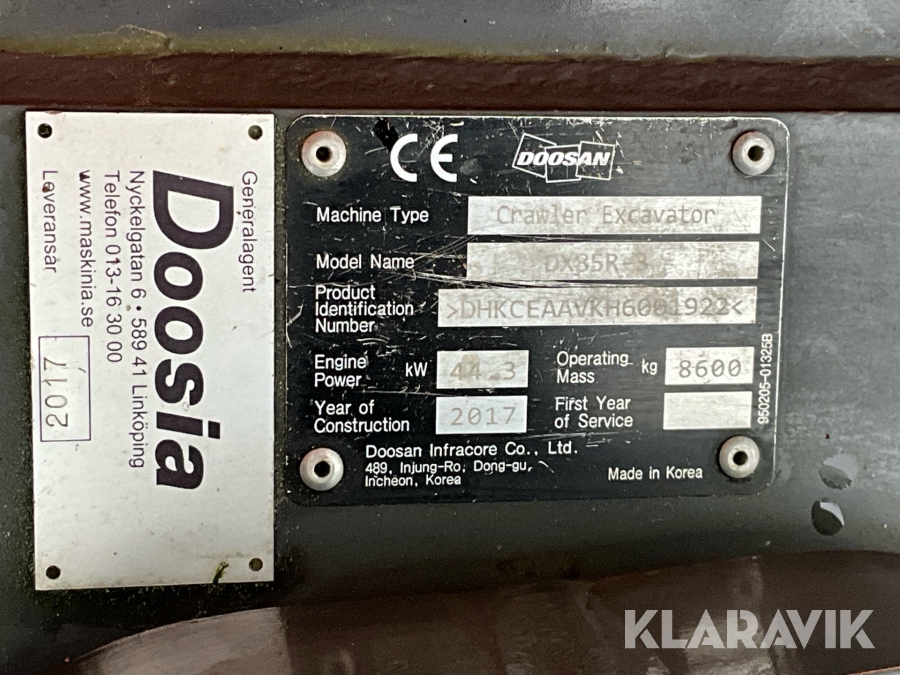 Generalagent
Doosia
Nyckelgatan 6 • 589 41 Linköping
Telefon 013-16 30 00
www.maskinia.se
Leveransår 2017
CE DOOSAN
Machine Type Crawler Excavator
Model Name DX85R-3
Product
Identification >DHKCEAAVKH6001922<
Number
Engine
Power kW 44.3
Operating
Mass kg 8600
Year of
Construction 2017
First Year
of Service
Doosan Infracore Co., Ltd.
489, Injung-Ro, Dong-gu,
Incheon, Korea
Made in Korea
950205-01325B
KLARAVIK